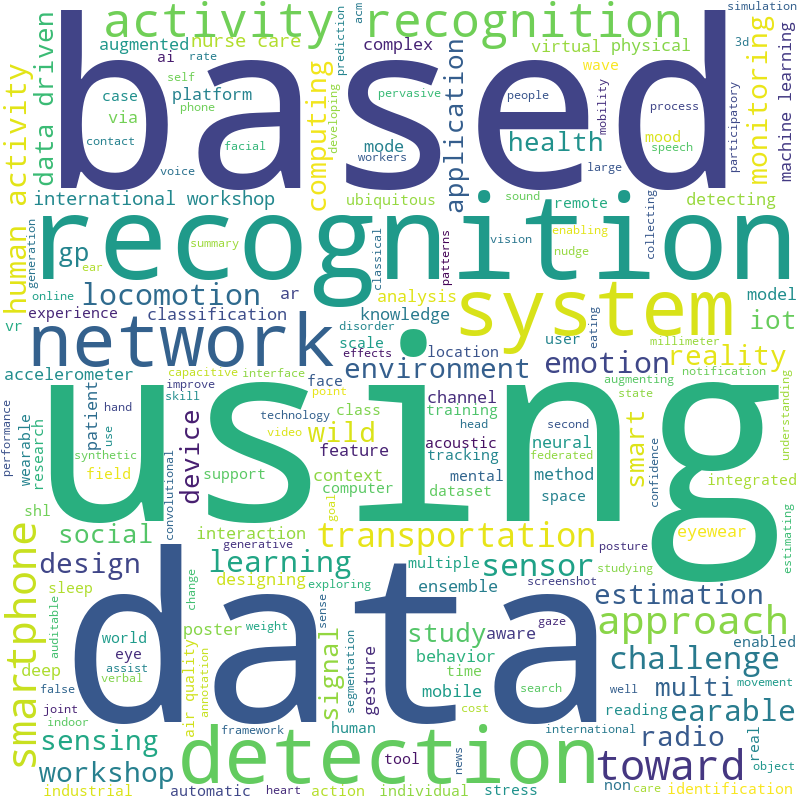 simulation
acm
activity recognition
augmented
nurse care
complex
virtual
physical
3d
ai
prediction
rate
wave
self
based
human activity
data driven
case
platform
phone
computing
developing
pervasive
people
process
mobility
monitoring
machine learning
via
mode
application
health
mood
participatory
contact
facial
workers
speech
voice
large
international workshop
ubiquitous
sound
remote
detecting
recognition
generation
gp
summary
ear
classical
patterns
vision
enabling
nudge
collecting
locomotion
online
ar
analysis
system
model
experience
classification
knowledge
iot
vr
network
disorder
scale
effects
location
user
eating
millimeter
environment
emotion
reality
accelerometer
capacitive
interface
face
augmenting
notification
improve
point
using
state
understanding
performance
hand
skill
channel
wearable
use
patient
device
technology
class
training
head
second
smart
research
synthetic
video
wild
acoustic
neural
confidence
feature
tracking
federated
field
support
context
mental
method
integrated
convolutional
computer
dataset
space
shl
goal
social
interaction
transportation
eyewear
estimating
smartphone
generative
posture
design
learning
multiple
sensor
studying
sleep
change
designing
exploring
ensemble
screenshot
estimation
auditable
data
sense
weight
approach
world
poster
study
aware
gaze
deep
eye
signal
segmentation
gesture
behavior
enabled
assist
air quality
annotation
time
challenge
false
verbal
mobile
search
well
movement
multi
joint
cost
reading
earable
indoor
framework
human
international
radio
real
sensing
detection
tool
news
toward
workshop
non
object
industrial
automatic
heart
action
individual
stress
care
identification